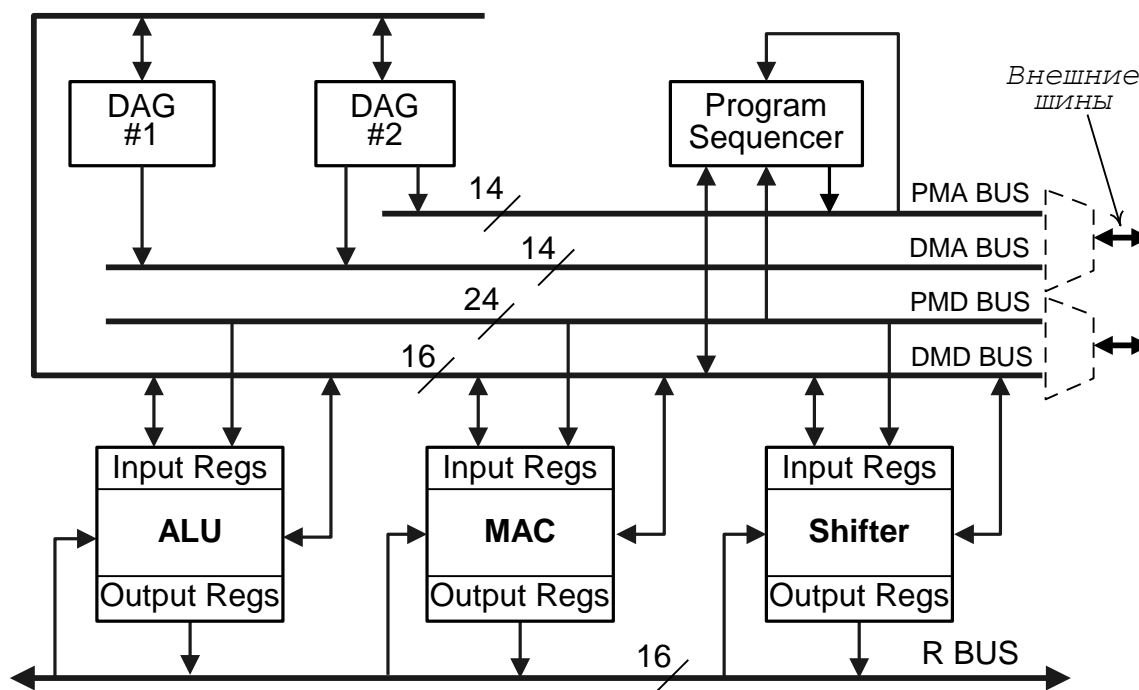 DAG
#1
DAG
#2
Program
Sequencer
Внешние
шины
14
PMA BUS
14
DMA BUS
24
PMD BUS
16
DMD BUS
Input Regs
ALU
Output Regs
Input Regs
MAC
Output Regs
Input Regs
Shifter
Output Regs
16
R BUS